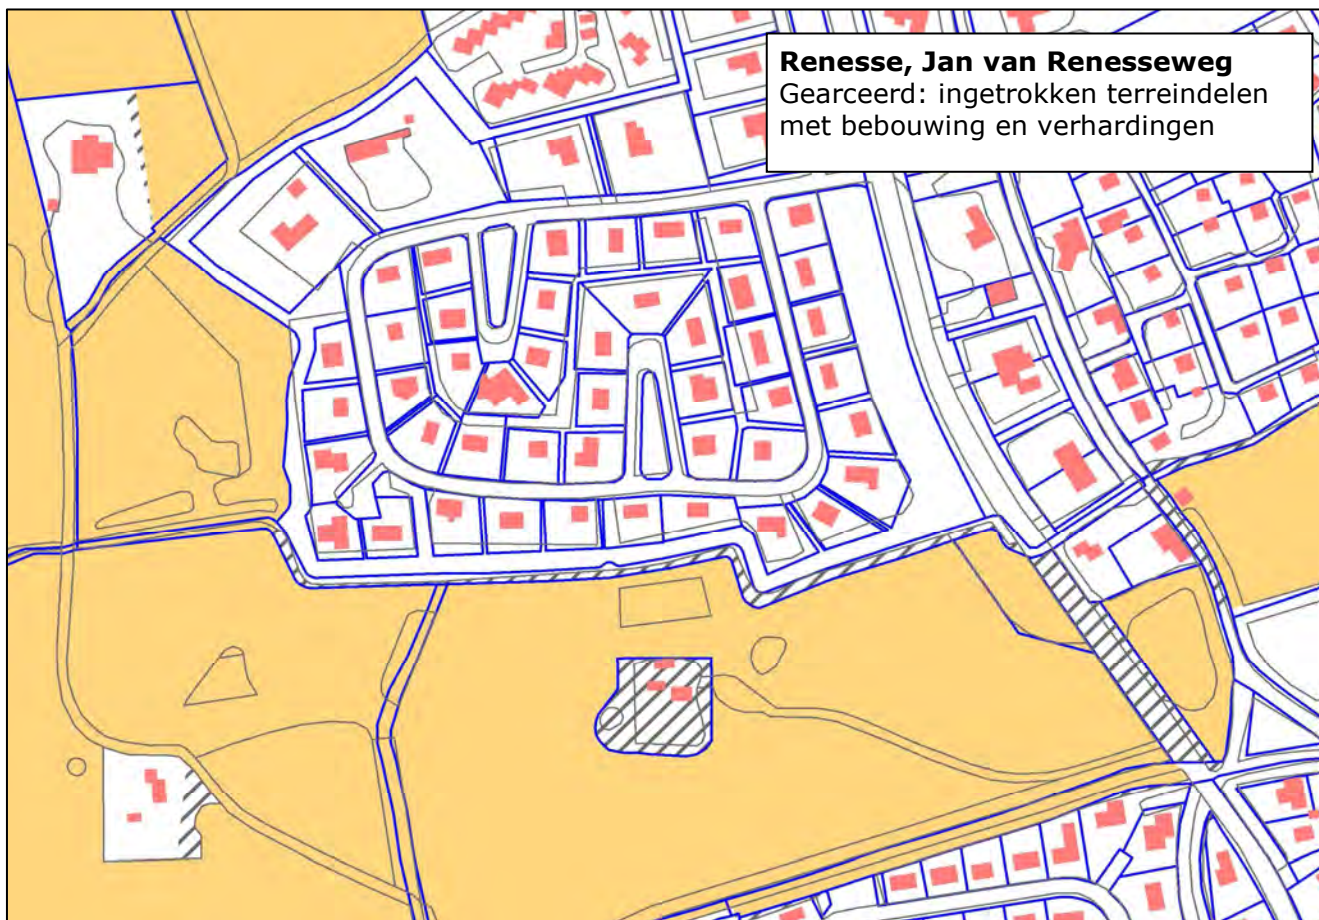 Renesse, Jan van Renesseweg
Gearceerd: ingetrokken terreindelen
met bebouwing en verhardingen